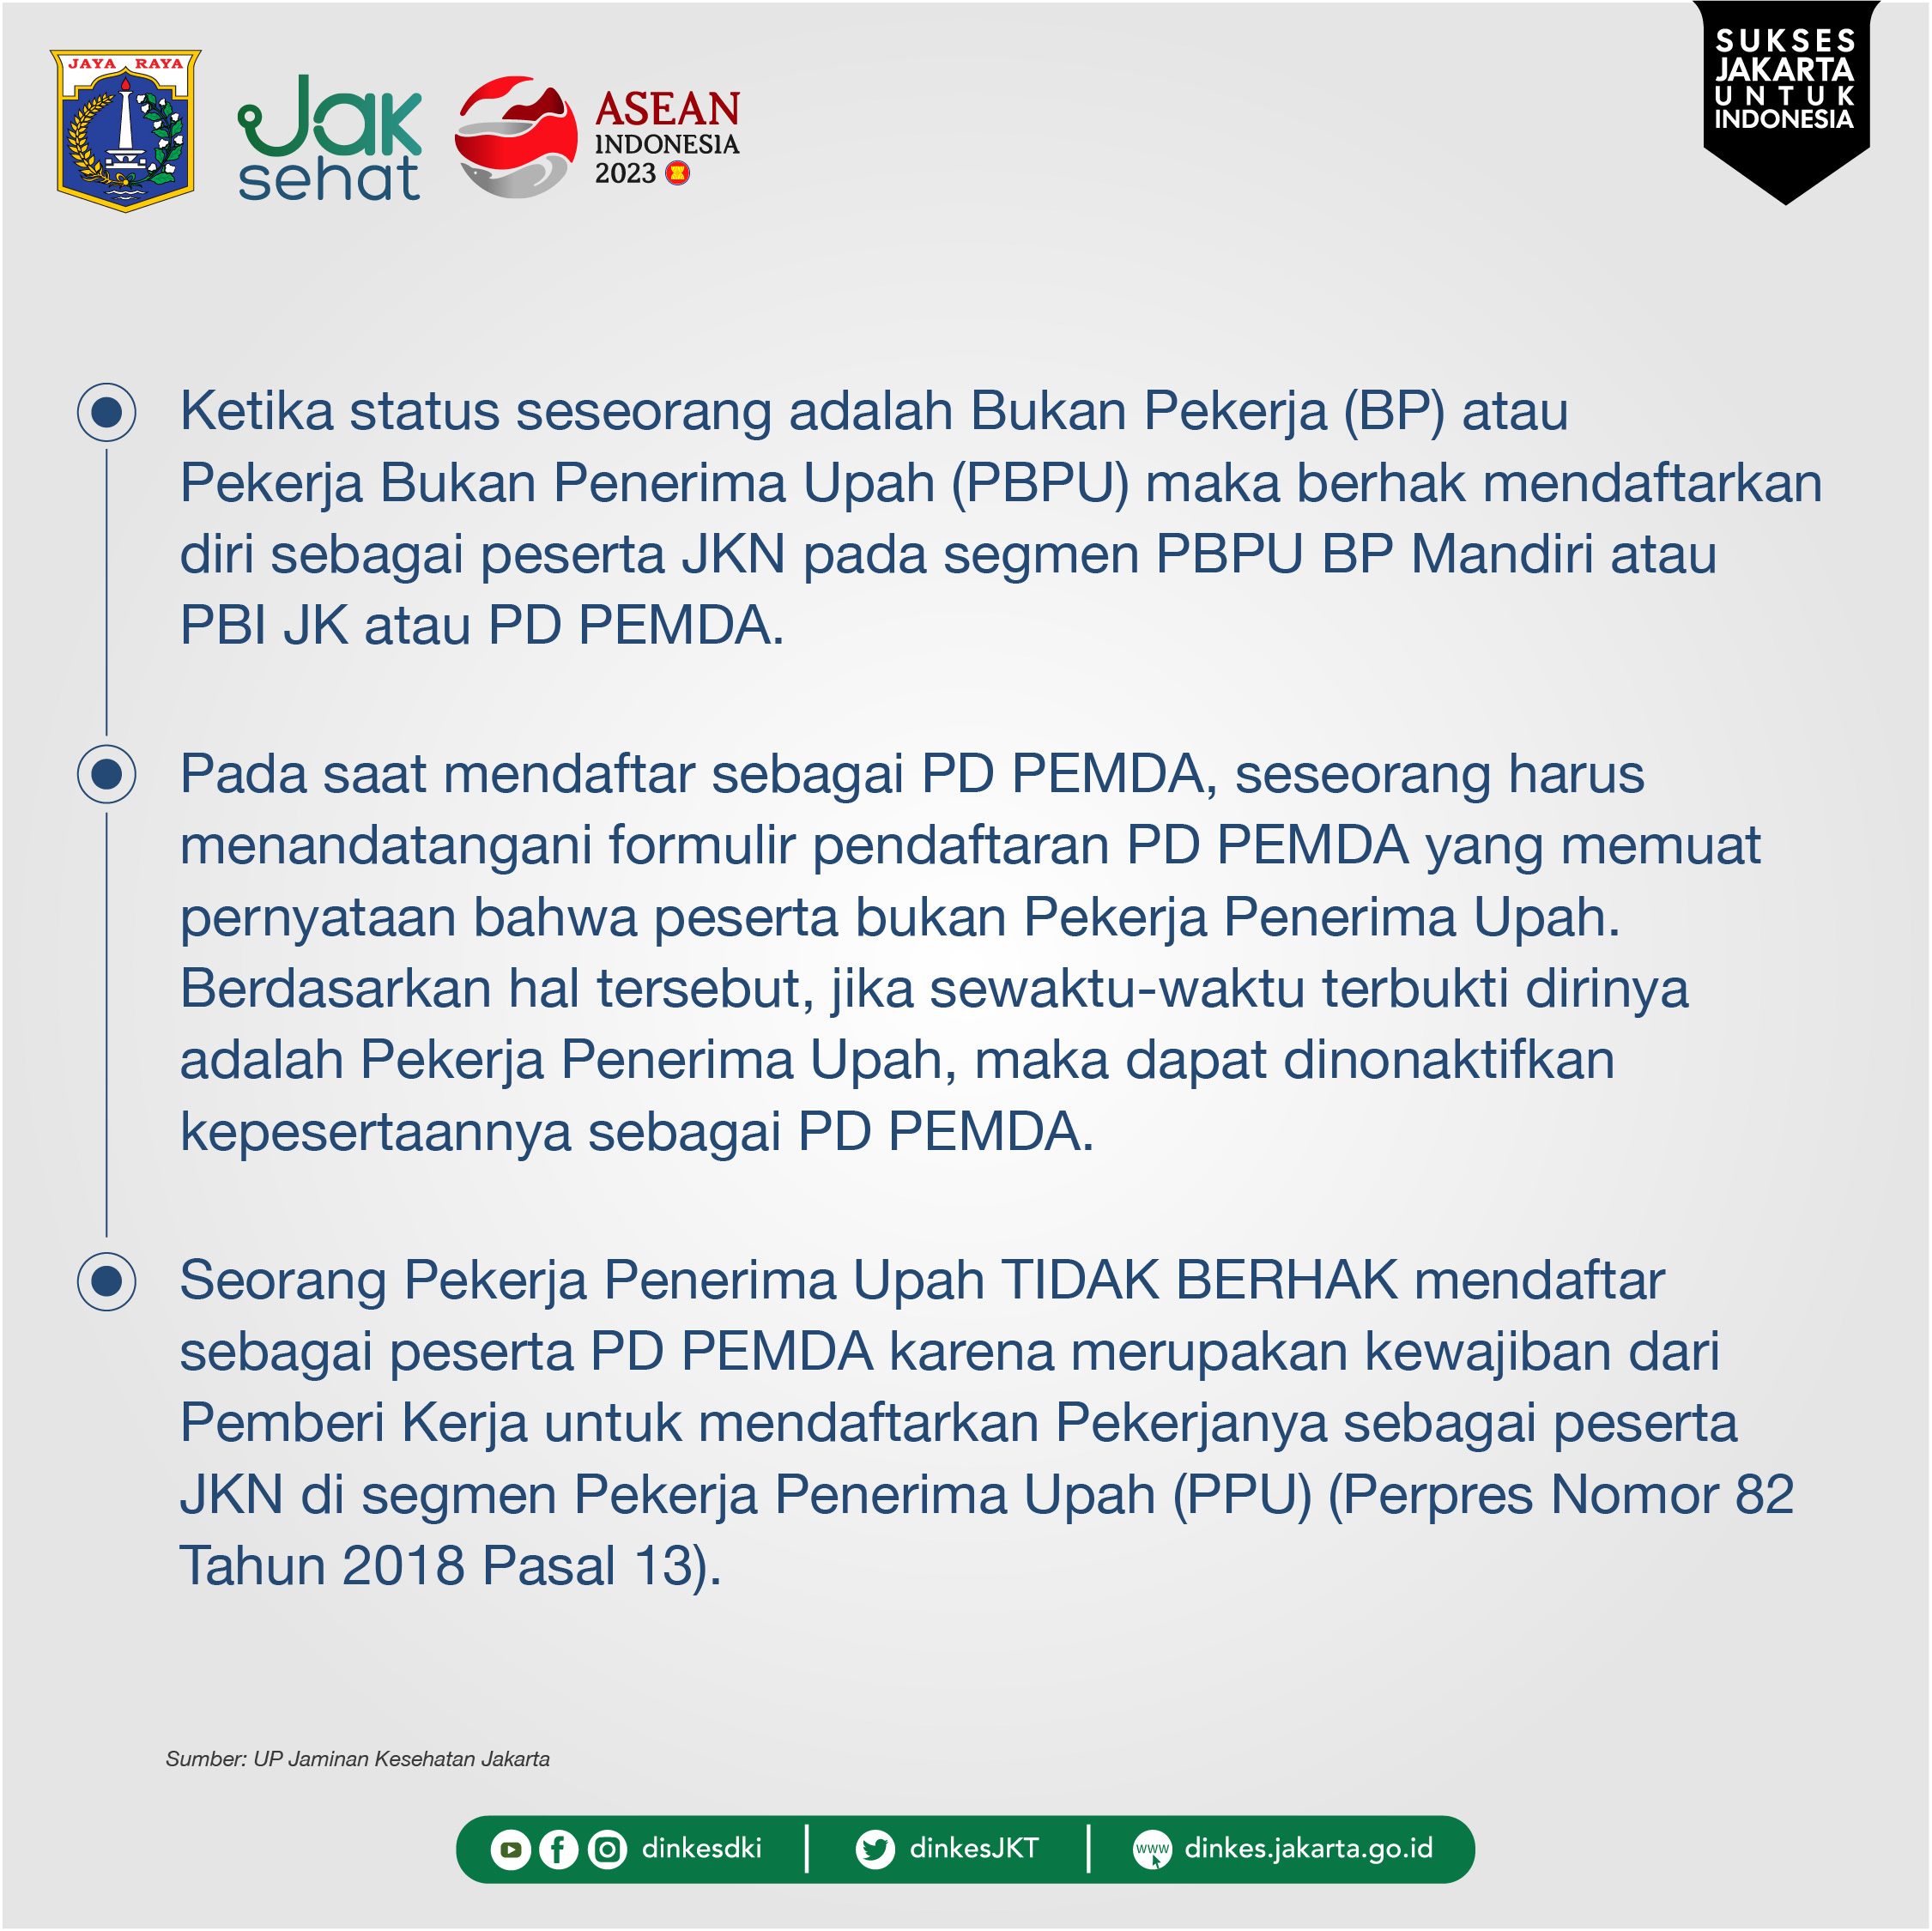 JAYA RAYA
Jak
sehat
ASEAN
INDONESIA
2023
SUKSES
JAKARTA
UNTUK
INDONESIA
Ketika status seseorang adalah Bukan Pekerja (BP) atau
Pekerja Bukan Penerima Upah (PBPU) maka berhak mendaftarkan
diri sebagai peserta JKN pada segmen PBPU BP Mandiri atau
PBI JK atau PD PEMDA.
Pada saat mendaftar sebagai PD PEMDA, seseorang harus
menandatangani formulir pendaftaran PD PEMDA yang memuat
pernyataan bahwa peserta bukan Pekerja Penerima Upah.
Berdasarkan hal tersebut, jika sewaktu-waktu terbukti dirinya
adalah Pekerja Penerima Upah, maka dapat dinonaktifkan
kepesertaannya sebagai PD PEMDA.
Seorang Pekerja Penerima Upah TIDAK BERHAK mendaftar
sebagai peserta PD PEMDA karena merupakan kewajiban dari
Pemberi Kerja untuk mendaftarkan Pekerjanya sebagai peserta
JKN di segmen Pekerja Penerima Upah (PPU) (Perpres Nomor 82
Tahun 2018 Pasal 13).
Sumber: UP Jaminan Kesehatan Jakarta
dinkesdki
dinkesJKT
www dinkes.jakarta.go.id